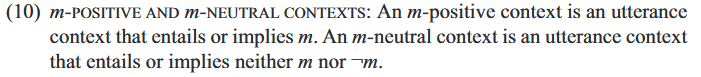 (10) m-POSITIVE AND m-NEUTRAL CONTEXTS: An m-positive context is an utterance
context that entails or implies m. An m-neutral context is an utterance context
that entails or implies neither m nor ¬m.